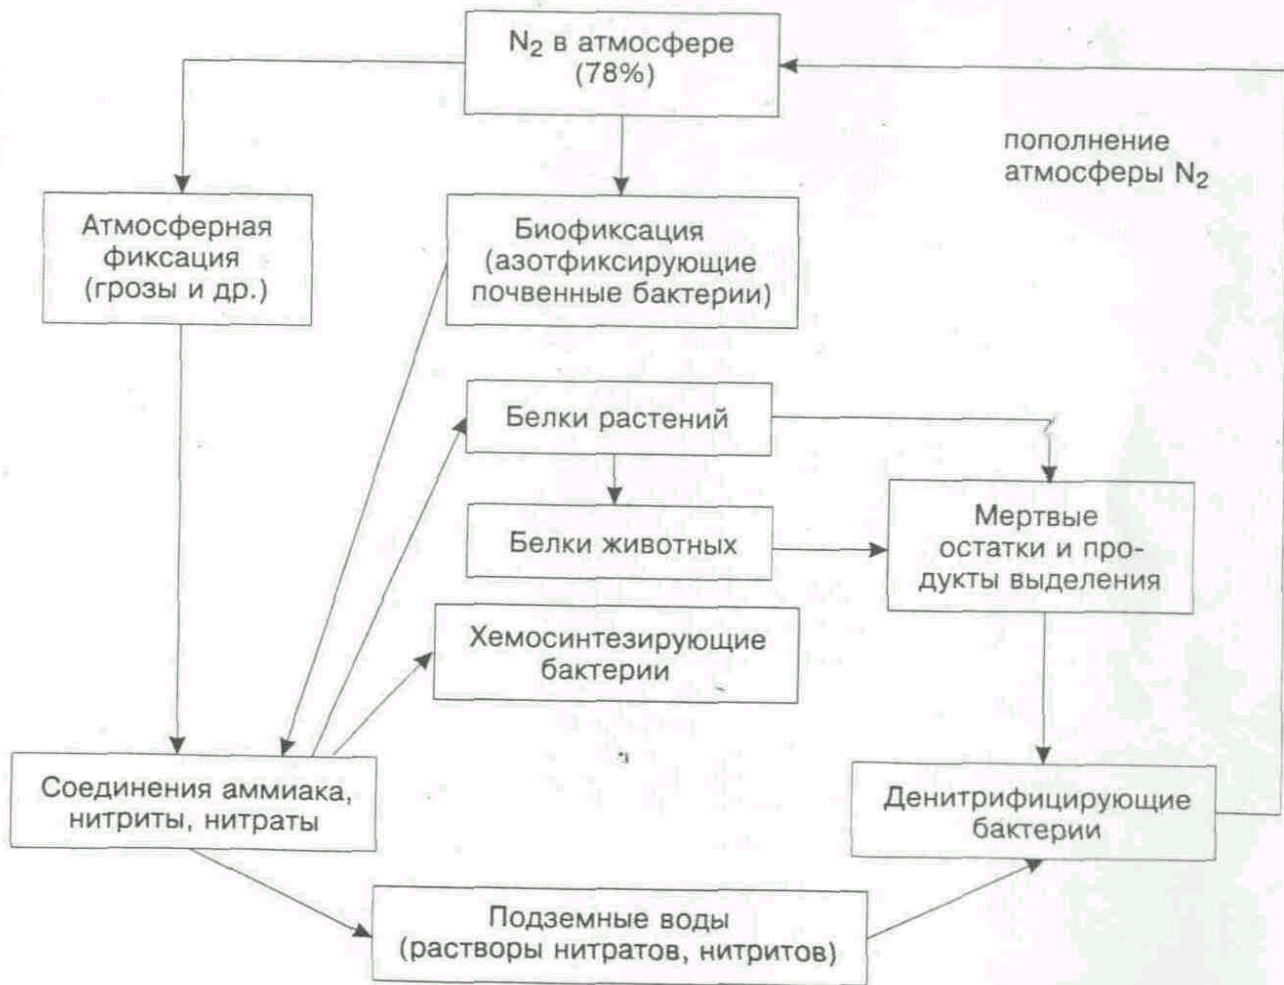 N₂ в атмосфере
(78%)
пополнение
атмосферы N₂
Атмосферная
фиксация
(грозы и др.)
Биофиксация
(азотфиксирующие
почвенные бактерии)
Белки растений
Белки животных
Мертвые
остатки и про-
дукты выделения
Хемосинтезирующие
бактерии
Соединения аммиака,
нитриты, нитраты
Денитрифицирующие
бактерии
Подземные воды
(растворы нитратов, нитритов)